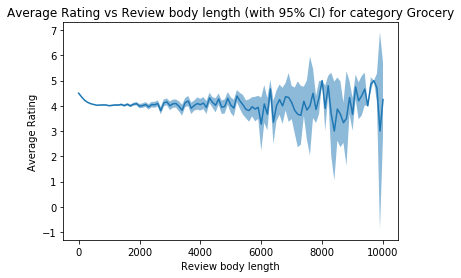 Average Rating vs Review body length (with 95% CI) for category Grocery
7
6
5
4
3
2
1
0
−1
Average Rating
0 2000 4000 6000 8000 10000
Review body length